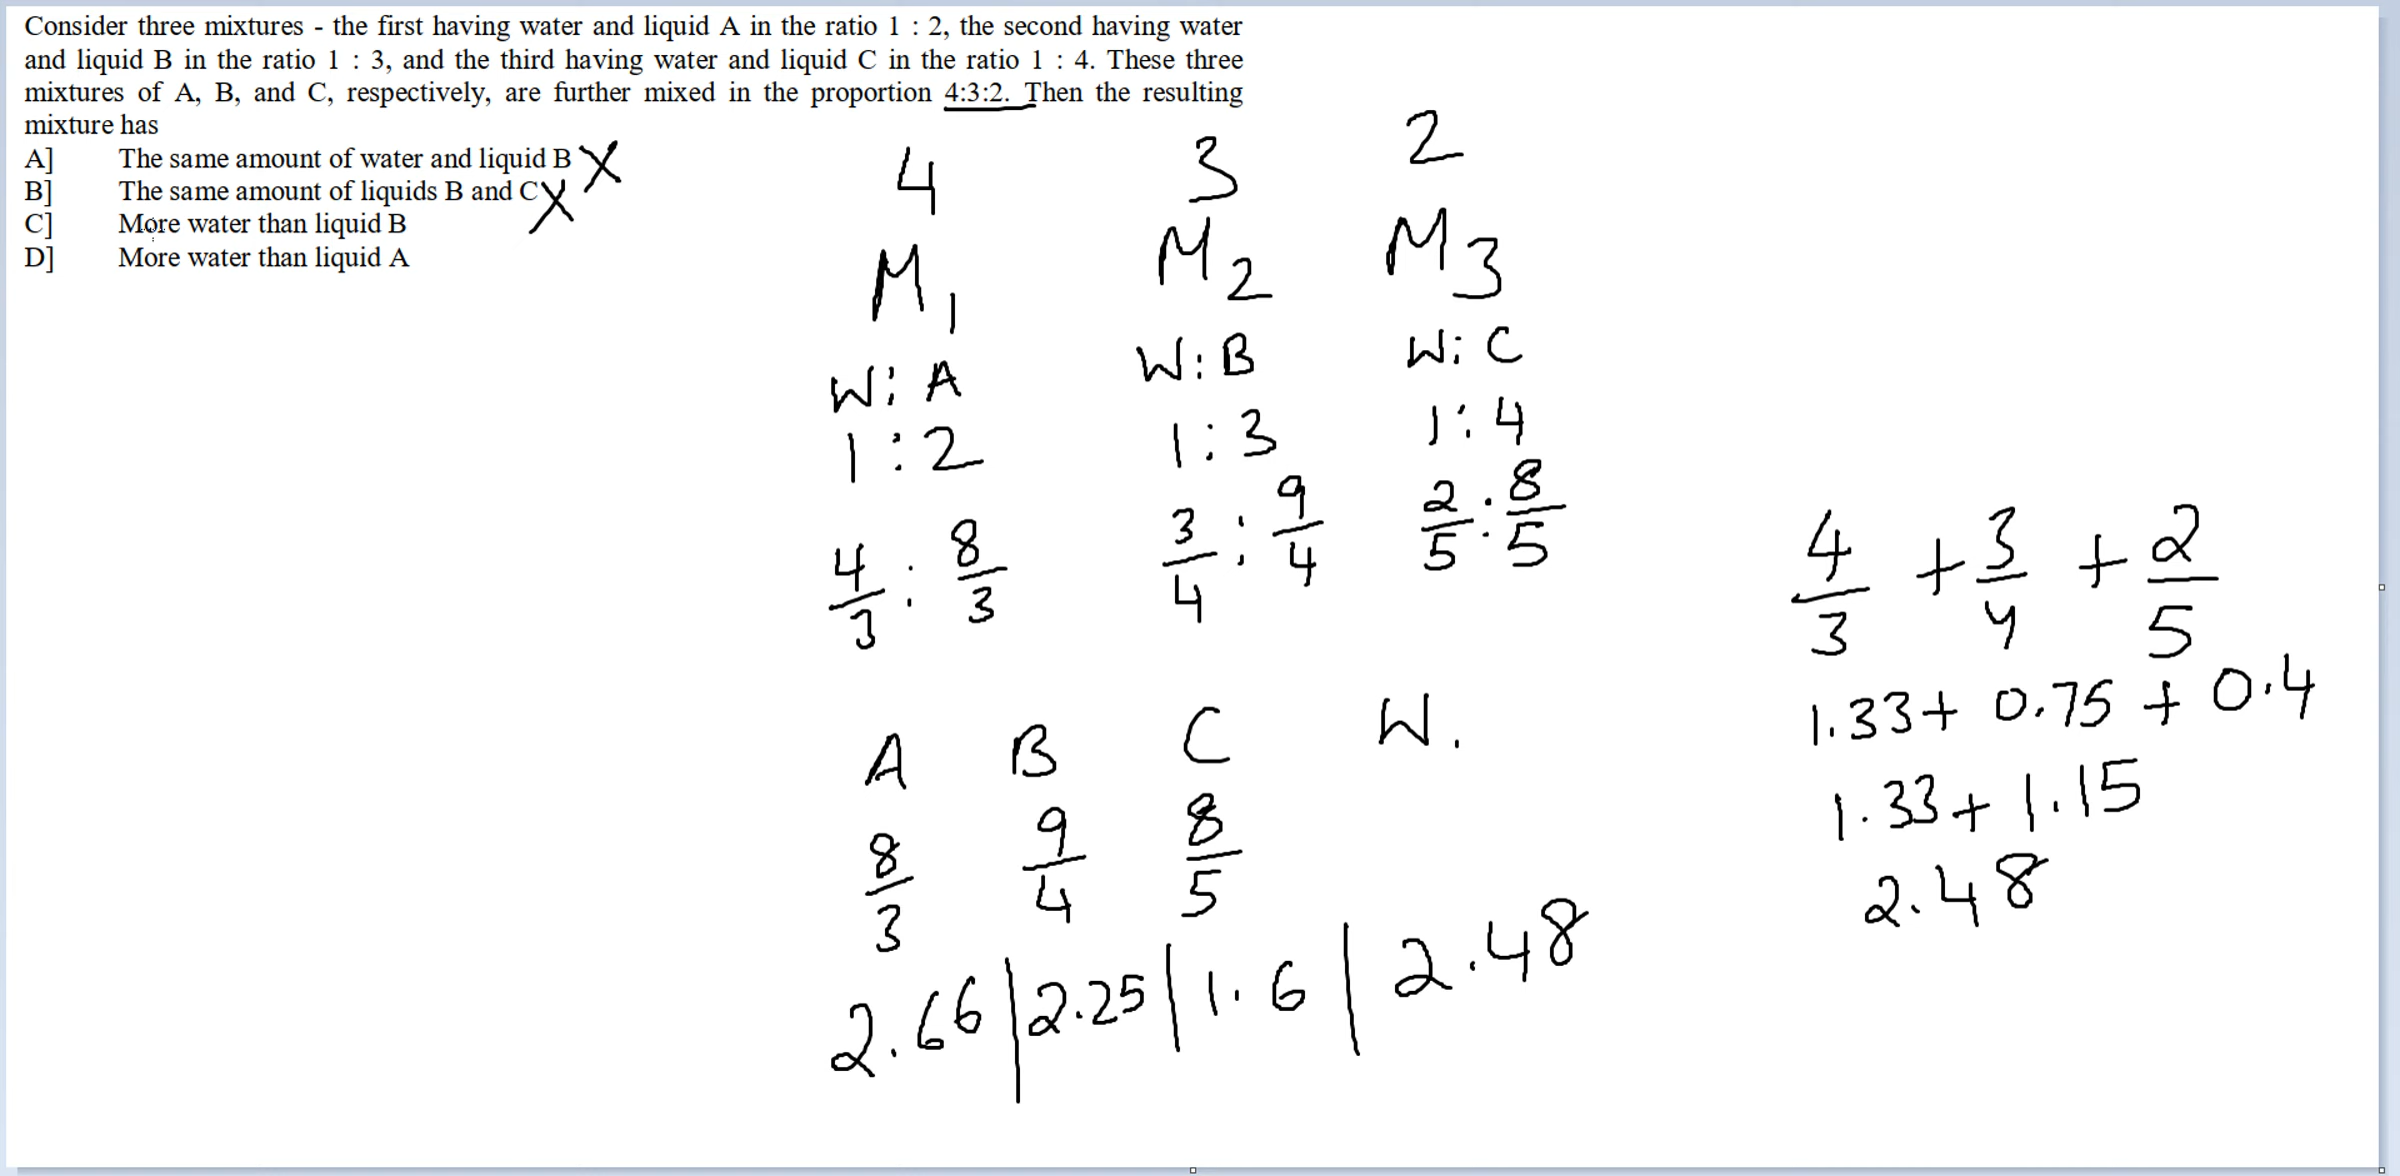 Consider three mixtures - the first having water and liquid A in the ratio 1 : 2, the second having water
and liquid B in the ratio 1 : 3, and the third having water and liquid C in the ratio 1 : 4. These three
mixtures of A, B, and C, respectively, are further mixed in the proportion 4:3:2. Then the resulting
mixture has
A] The same amount of water and liquid B X
B] The same amount of liquids B and C X
C] More water than liquid B
D] More water than liquid A
4 3 2
M1 M2 M3
W:A W:B W:C
1:2 1:3 1:4
4/3 : 8/3 3/4 : 9/4 2/5 : 8/5
4/3 + 3/4 + 2/5
1.33+ 0.75 + 0.4
1.33+ 1.15
2.48
A B C W.
8/3 9/4 8/5
2.66 | 2.25 | 1.6 | 2.48